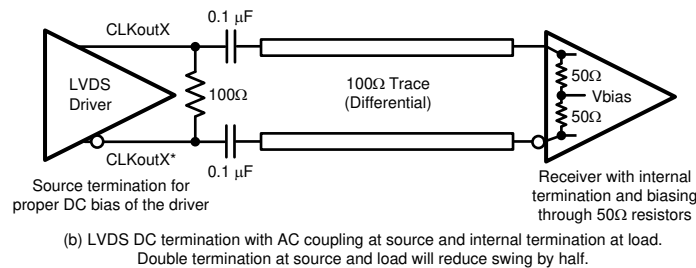 0.1 µF
CLKoutX
LVDS
Driver
100Ω
100Ω Trace
(Differential)
50Ω
Vbias
50Ω
CLKoutX*
0.1 µF
Source termination for
proper DC bias of the driver
Receiver with internal
termination and biasing
through 50Ω resistors
(b) LVDS DC termination with AC coupling at source and internal termination at load.
Double termination at source and load will reduce swing by half.